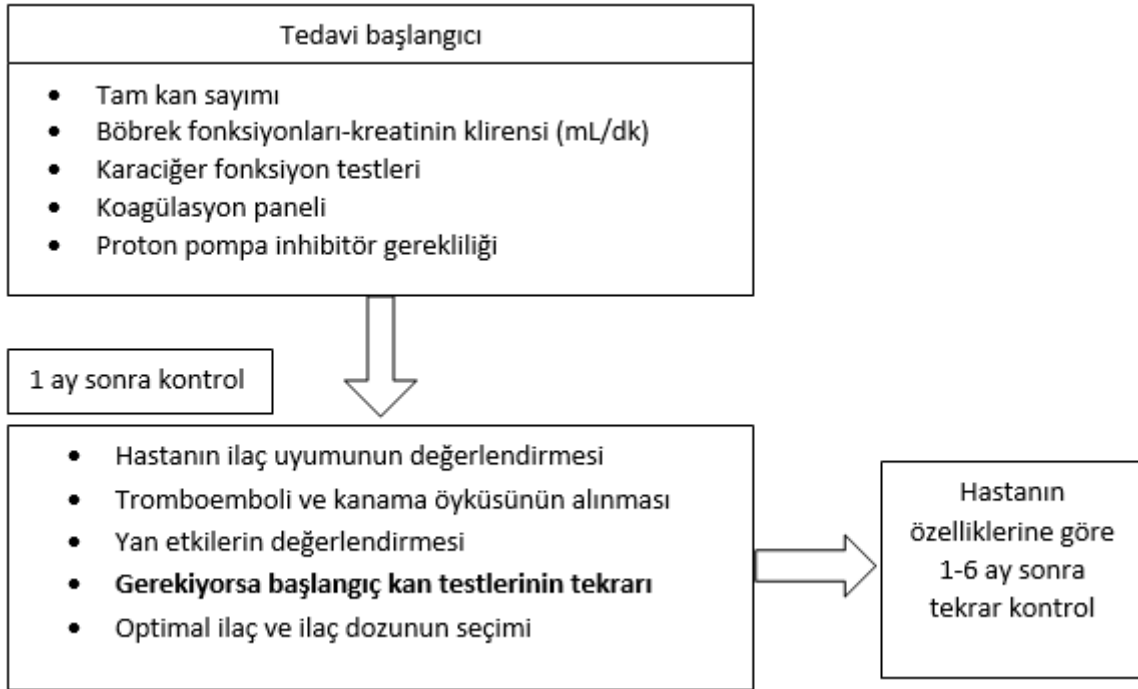 Tedavi başlangıcı
• Tam kan sayımı
• Böbrek fonksiyonları-kreatinin klirensi (mL/dk)
• Karaciğer fonksiyon testleri
• Koagülasyon paneli
• Proton pompa inhibitör gerekliliği
1 ay sonra kontrol
• Hastanın ilaç uyumunun değerlendirmesi
• Tromboemboli ve kanama öyküsünün alınması
• Yan etkilerin değerlendirmesi
• Gerekiyorsa başlangıç kan testlerinin tekrarı
• Optimal ilaç ve ilaç dozunun seçimi
Hastanın
özelliklerine göre
1-6 ay sonra
tekrar kontrol